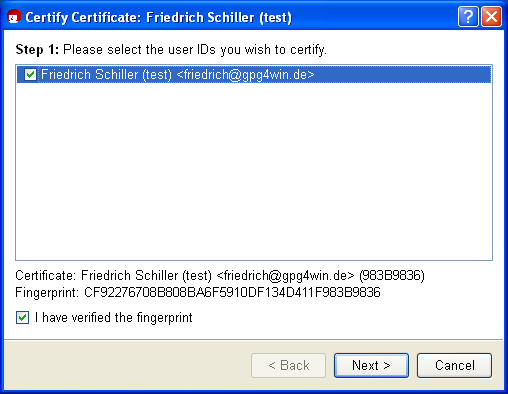 Certify Certificate: Friedrich Schiller (test)
Step 1: Please select the user IDs you wish to certify.
Friedrich Schiller (test) <friedrich@gpg4win.de>
Certificate: Friedrich Schiller (test) <friedrich@gpg4win.de> (983B9836)
Fingerprint: CF92276708B808BA6F5910DF134D411F983B9836
I have verified the fingerprint
< Back Next > Cancel